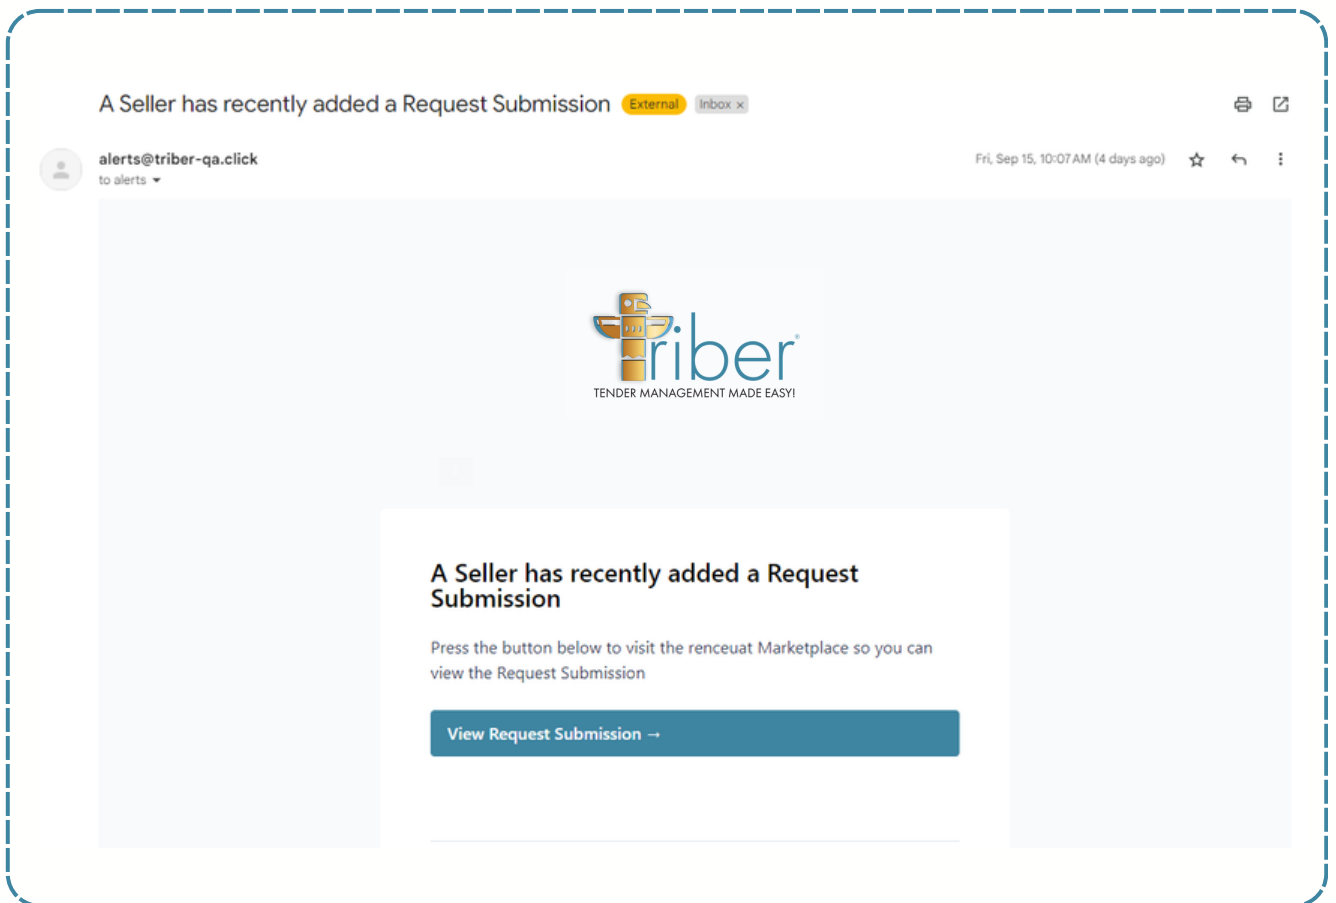 A Seller has recently added a Request Submission External Inbox ×
alerts@triber-qa.click Fri, Sep 15, 10:07 AM (4 days ago)
to alerts
Triber®
TENDER MANAGEMENT MADE EASY!
A Seller has recently added a Request
Submission
Press the button below to visit the renceuat Marketplace so you can
view the Request Submission
View Request Submission →